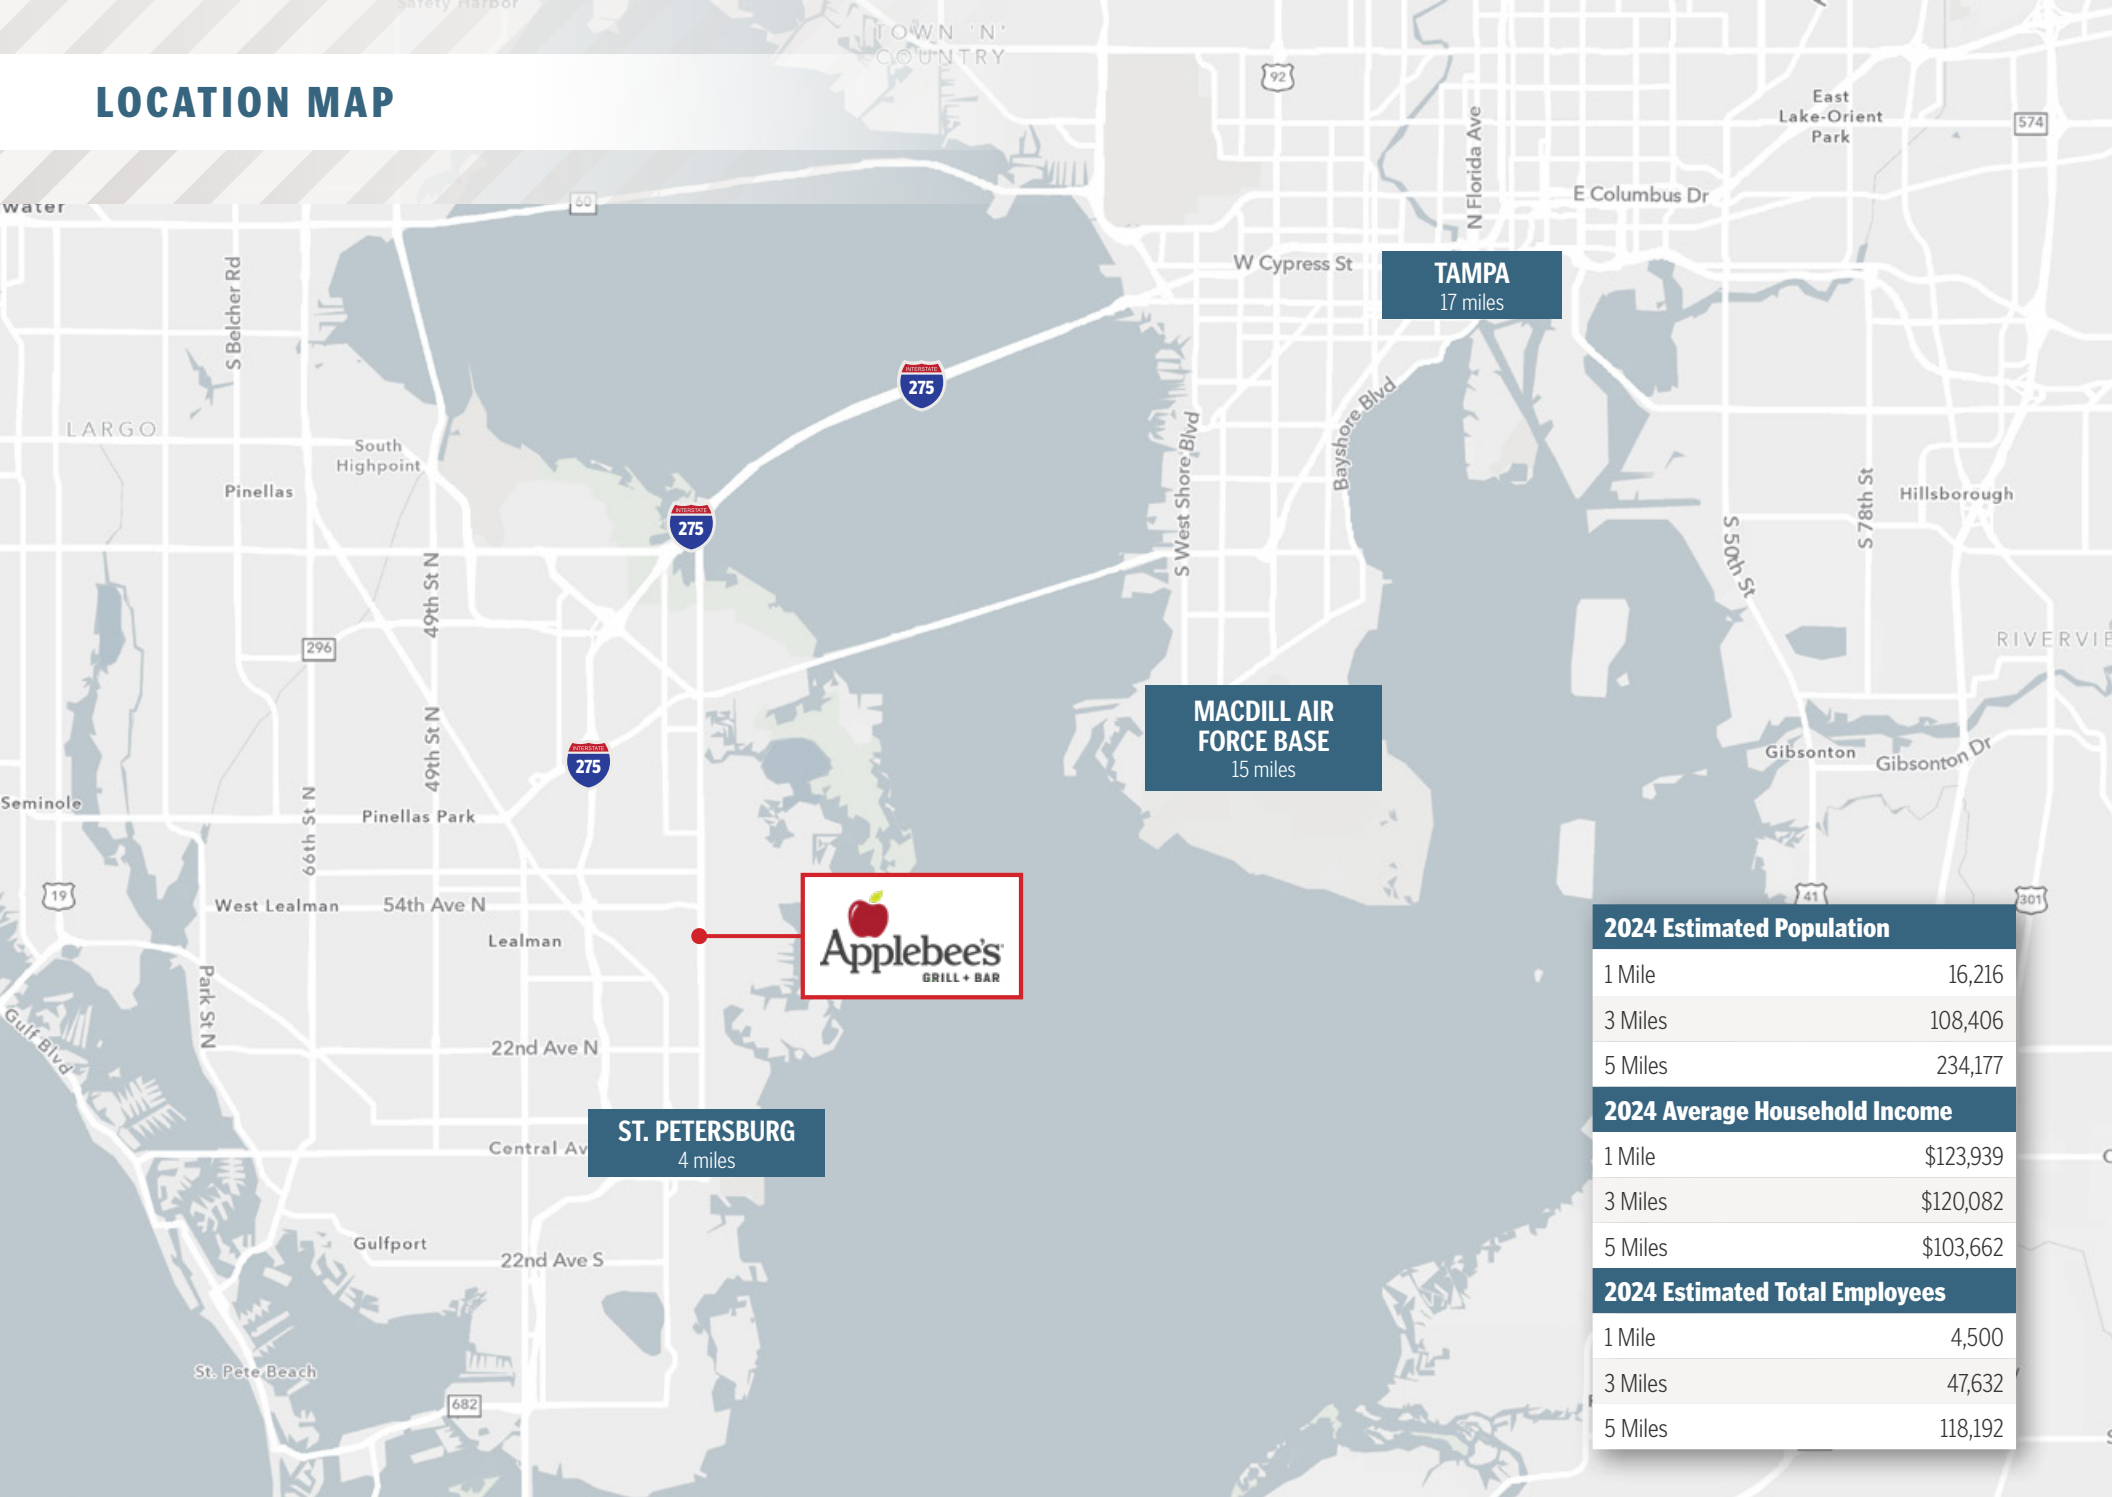 Safety Harbor
TOWN 'N'
COUNTRY
LOCATION MAP
92
N Florida Ave
East
Lake-Orient
Park
574
E Columbus Dr
water
60
S Belcher Rd
W Cypress St
TAMPA
17 miles
INTERSTATE
275
Bayshore Blvd
LARGO
South
Highpoint
Pinellas
S West Shore Blvd
INTERSTATE
275
S 50th St
S 78th St
Hillsborough
49th St N
296
RIVERVIE
49th St N
MACDILL AIR
FORCE BASE
15 miles
INTERSTATE
275
Gibsonton
Gibsonton Dr
Seminole
66th St N
Pinellas Park
19
West Lealman
54th Ave N
Lealman
Applebee's
GRILL + BAR
41
301
Park St N
Gulf Blvd
22nd Ave N
ST. PETERSBURG
4 miles
Central Av
Gulfport
22nd Ave S
St. Pete Beach
682
2024 Estimated Population
1 Mile 16,216
3 Miles 108,406
5 Miles 234,177
2024 Average Household Income
1 Mile $123,939
3 Miles $120,082
5 Miles $103,662
2024 Estimated Total Employees
1 Mile 4,500
3 Miles 47,632
5 Miles 118,192